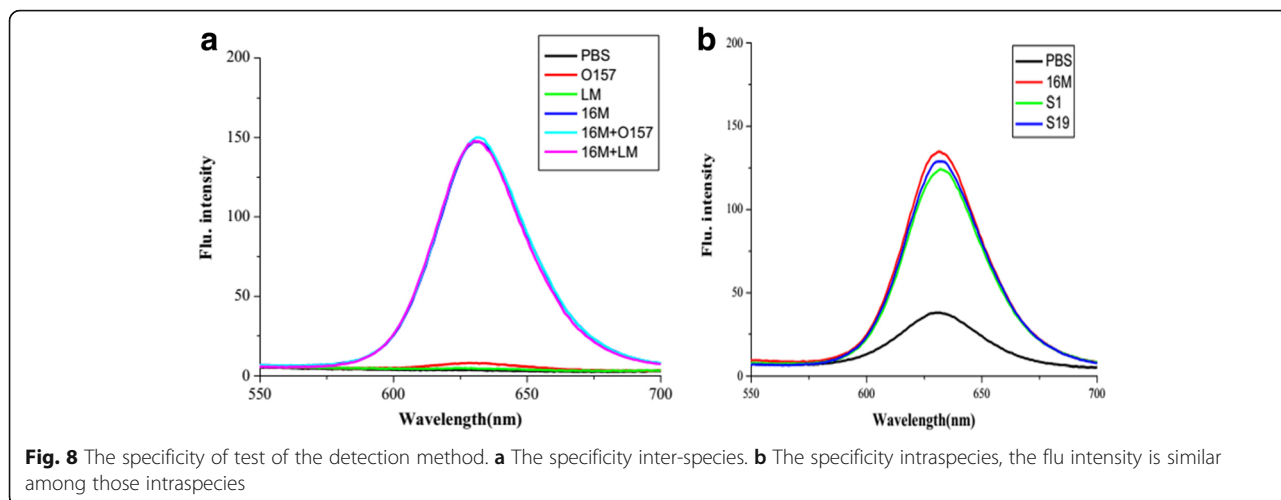 a
PBS
O157
LM
16M
16M+O157
16M+LM
200
150
100
50
0
550
600
650
700
Flu. intensity
Wavelength(nm)
b
PBS
16M
S1
S19
200
150
100
50
0
550
600
650
700
Flu. intensity
Wavelength(nm)
Fig. 8 The specificity of test of the detection method. a The specificity inter-species. b The specificity intraspecies, the flu intensity is similar
among those intraspecies